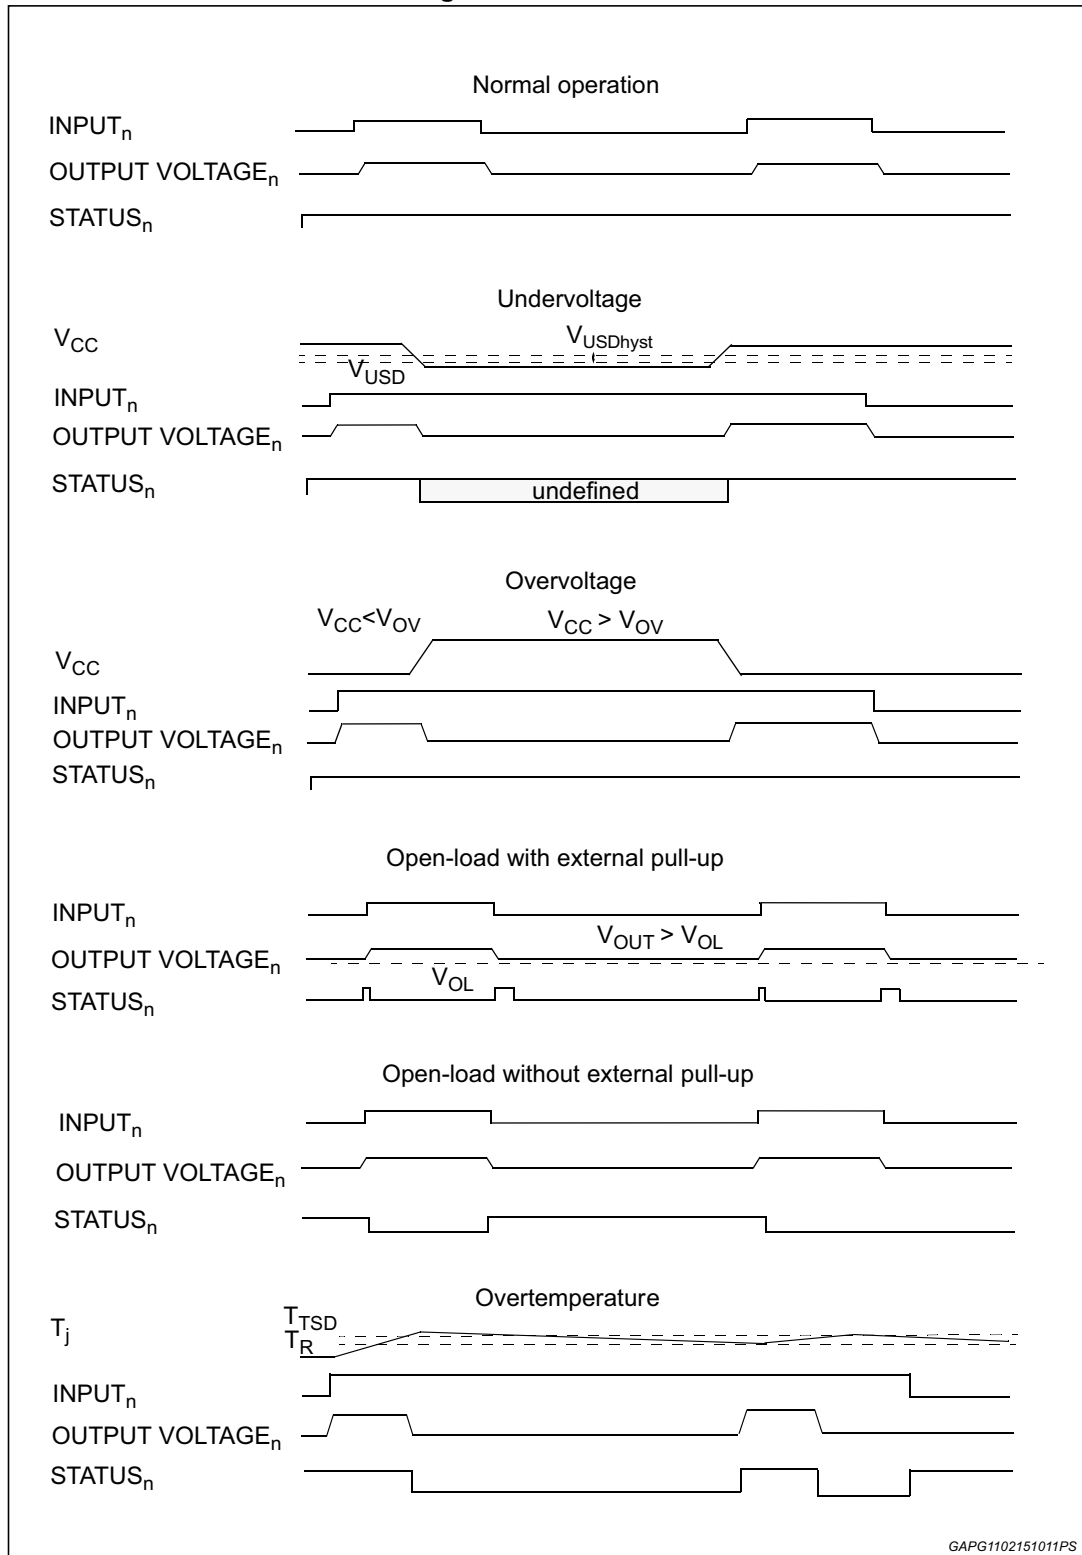 Normal operation
INPUTn
OUTPUT VOLTAGEn
STATUSn
Undervoltage
VCC
VUSDhyst
VUSD
INPUTn
OUTPUT VOLTAGEn
STATUSn
undefined
Overvoltage
VCC<VOV
VCC > VOV
VCC
INPUTn
OUTPUT VOLTAGEn
STATUSn
Open-load with external pull-up
INPUTn
VOUT > VOL
OUTPUT VOLTAGEn
VOL
STATUSn
Open-load without external pull-up
INPUTn
OUTPUT VOLTAGEn
STATUSn
Overtemperature
TTSD
Tj
TR
INPUTn
OUTPUT VOLTAGEn
STATUSn
GAPG1102151011PS